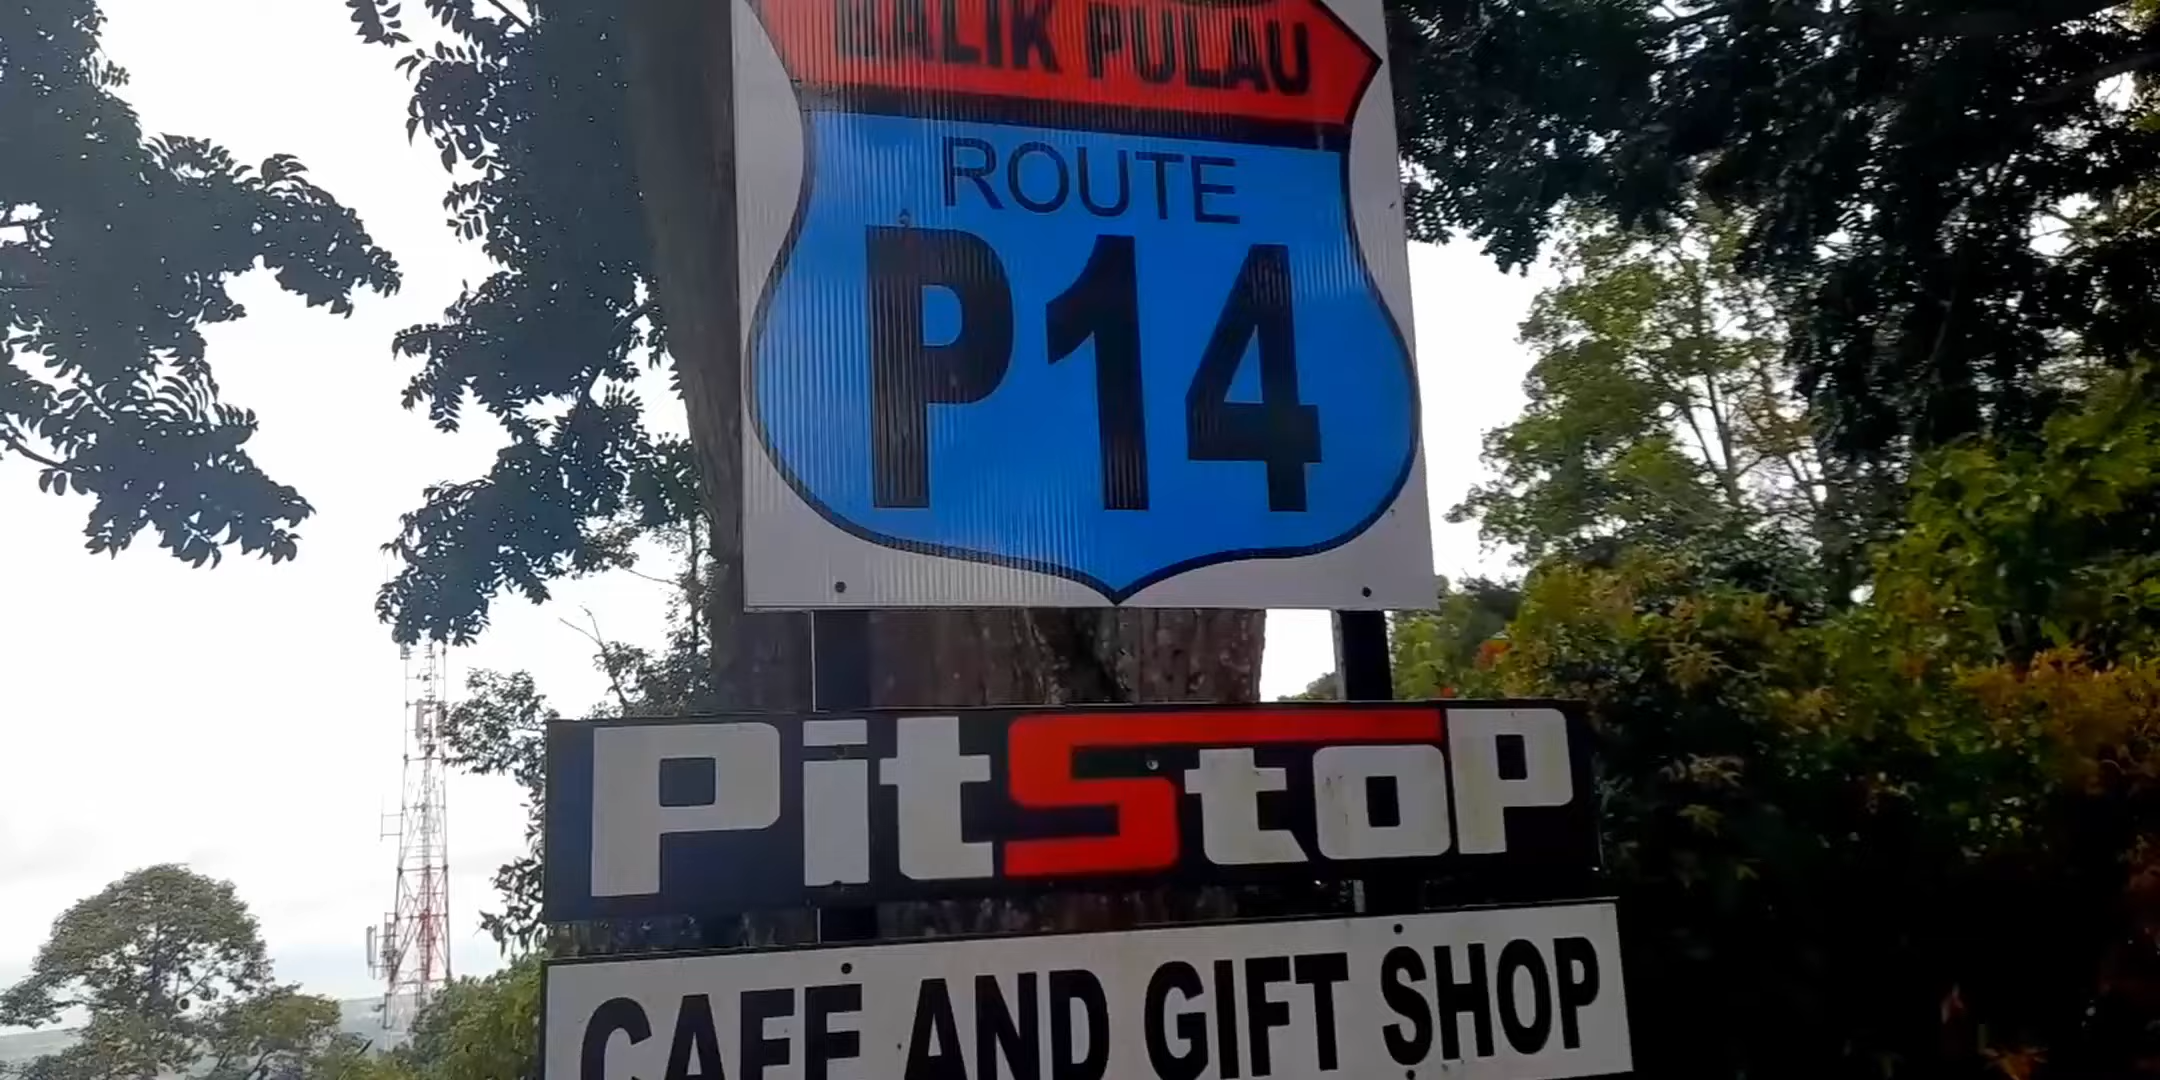 BALIK PULAU
ROUTE
P14
PitStop
CAFE AND GIFT SHOP